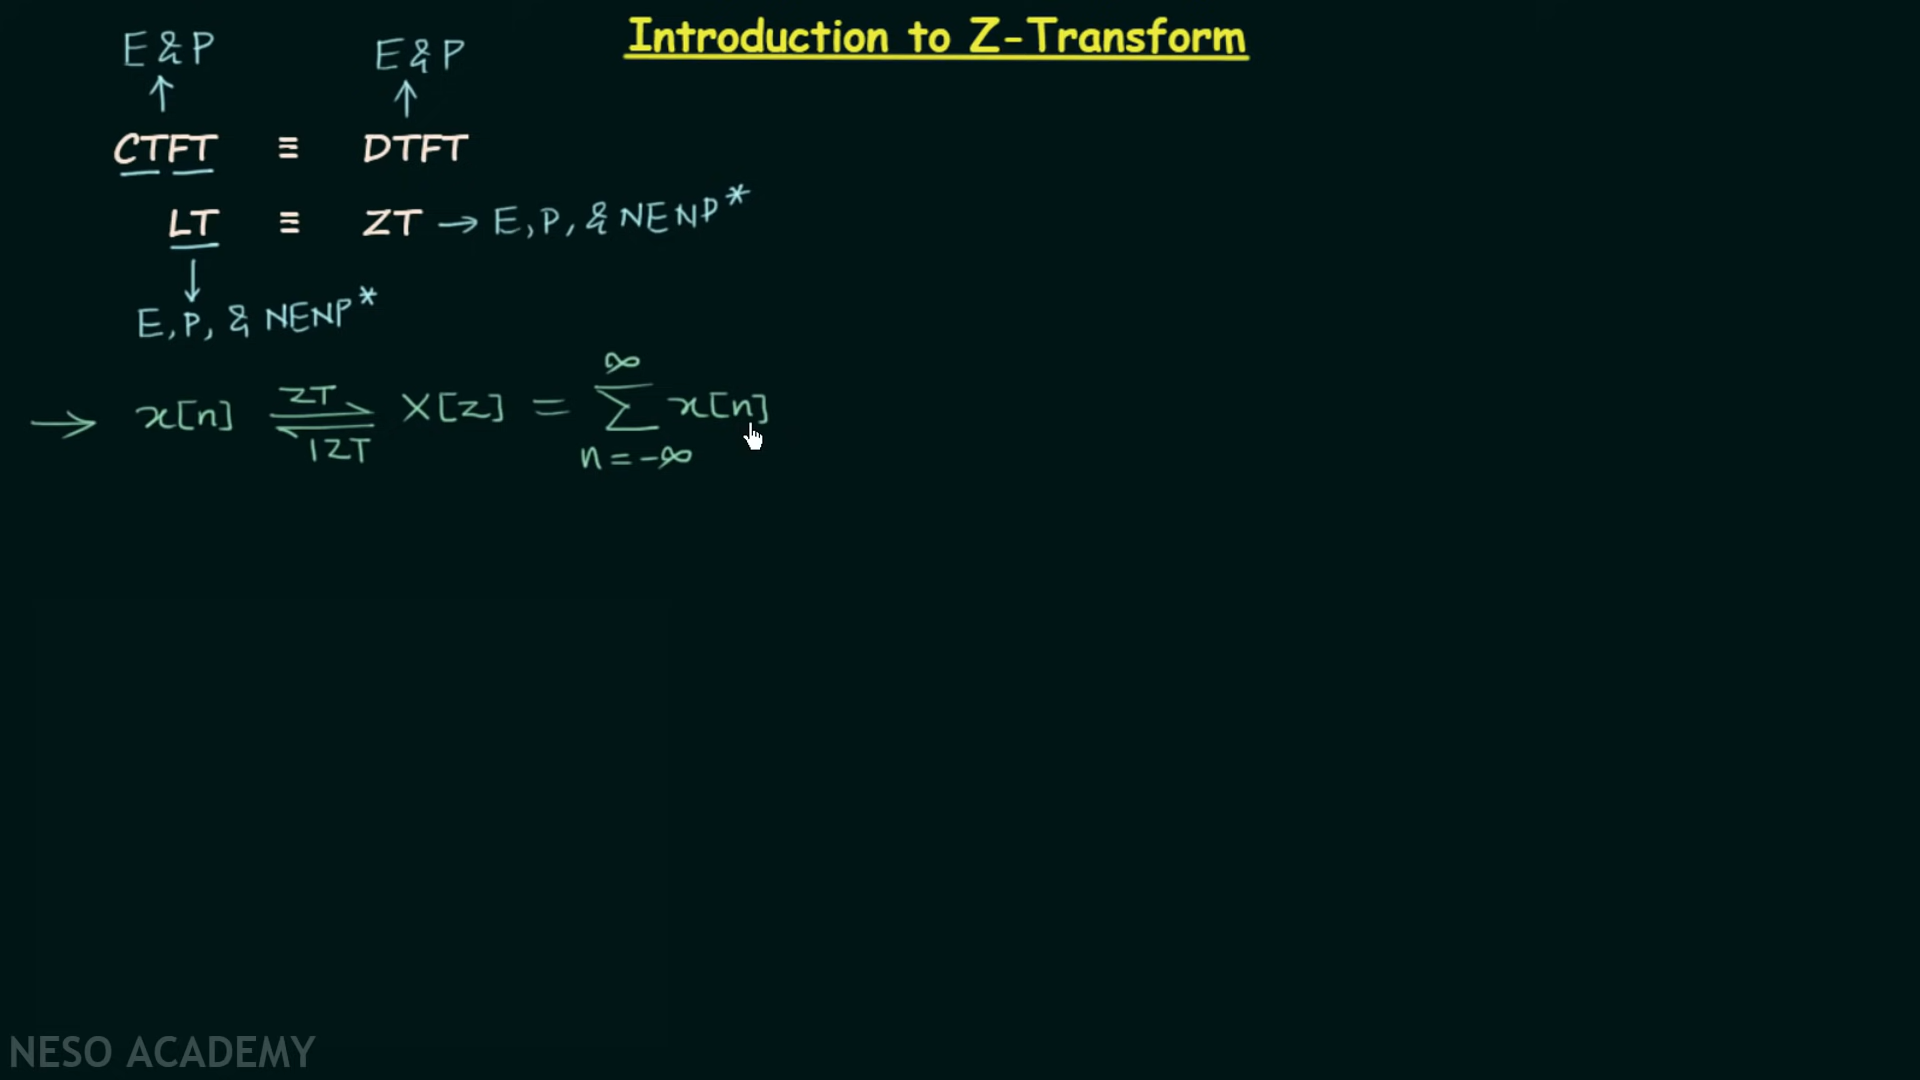 Introduction to Z-Transform
E & P E & P
↑ ↑
CTFT ≡ DTFT
LT ≡ ZT → E, P, & NENP*
↓
E, P, & NENP*
→ x[n] ZT ⇌ IZT X[z] = ∞ Σ n = -∞ x[n]
NESO ACADEMY